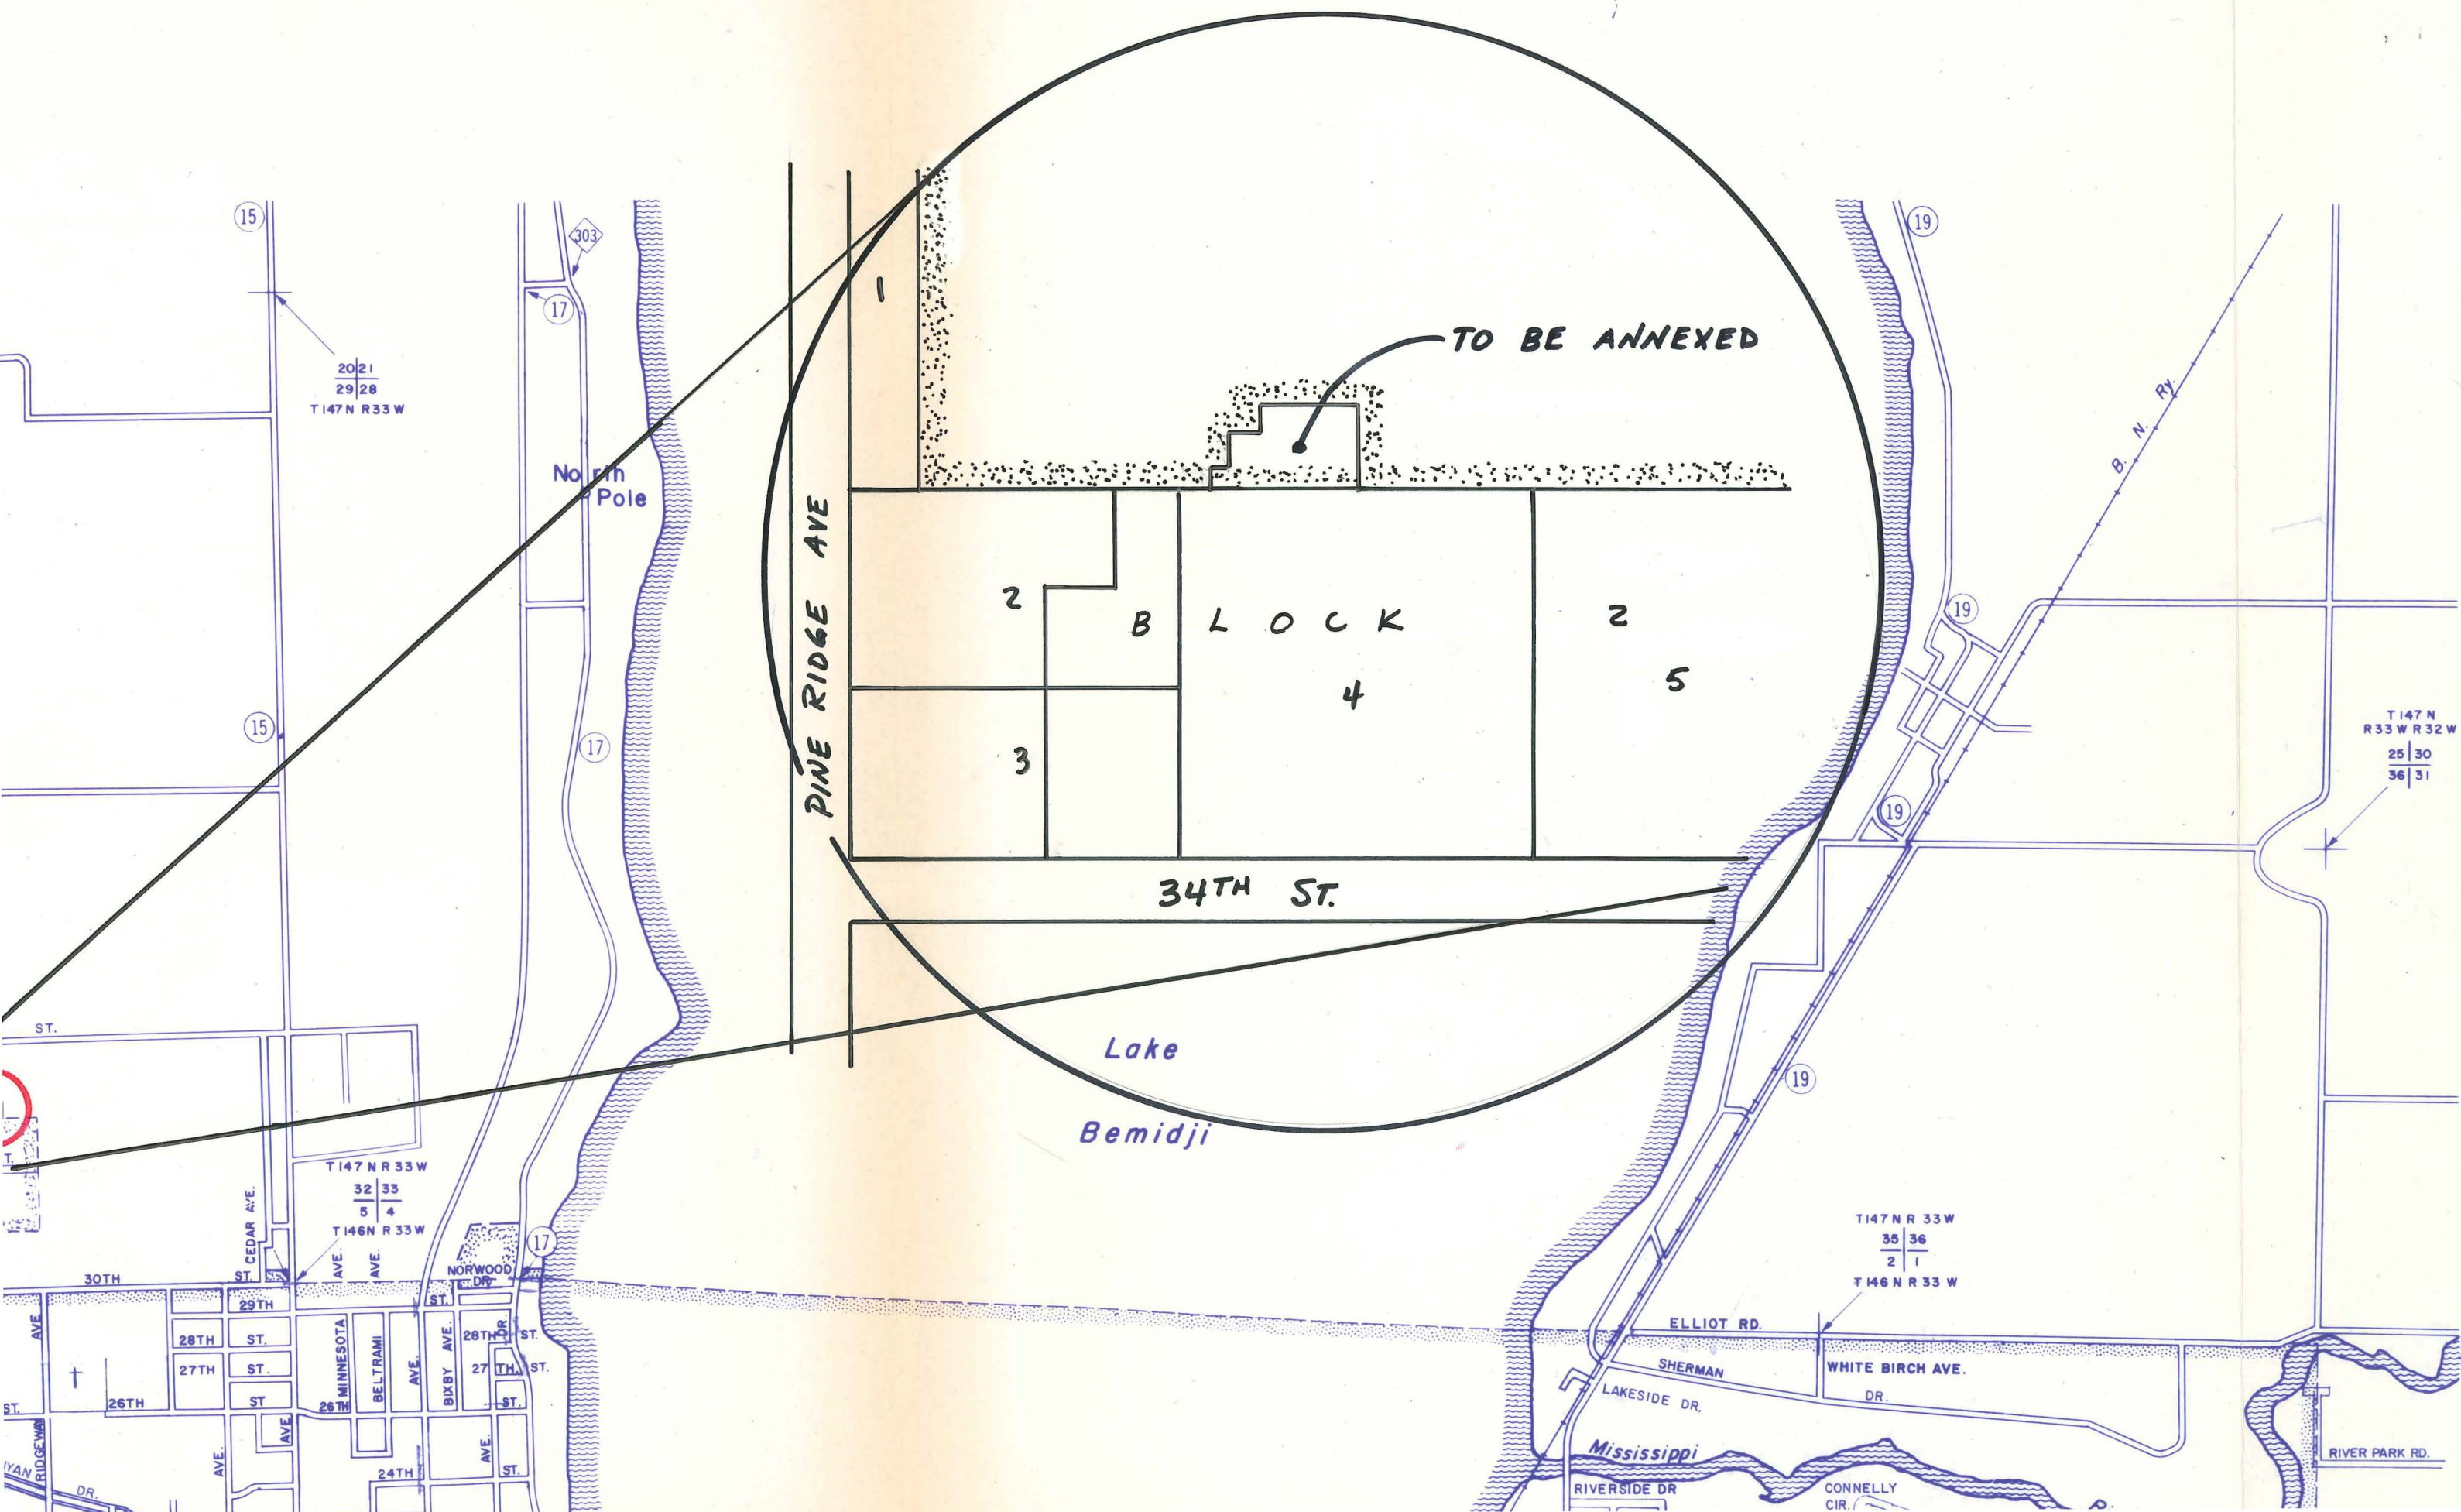 15
303
17
19
20|21
29|28
T147N R33W
North
Pole
15
17
1
TO BE ANNEXED
B. N. Ry.
PINE RIDGE AVE
2
BLOCK 2
3
4
5
34TH ST.
19
19
19
T147N
R33W R32W
25|30
36|31
Lake
Bemidji
ST.
T.
T147N R33W
32|33
5|4
T146N R33W
CEDAR AVE.
AVE.
AVE.
17
NORWOOD
DR
30TH ST.
29TH ST.
28TH ST.
28TH ST.
27TH ST.
27TH ST.
26TH ST
26TH ST.
24TH ST.
ST.
AVE
RIDGEWAY
AVE.
AVE
MINNESOTA
BELTRAMI
AVE.
BIXBY AVE.
AVE.
DR.
DR.
T147N R33W
35|36
2|1
T146N R33W
ELLIOT RD.
SHERMAN DR.
WHITE BIRCH AVE.
LAKESIDE DR.
Mississippi
R.
RIVERSIDE DR
CONNELLY
CIR.
RIVER PARK RD.